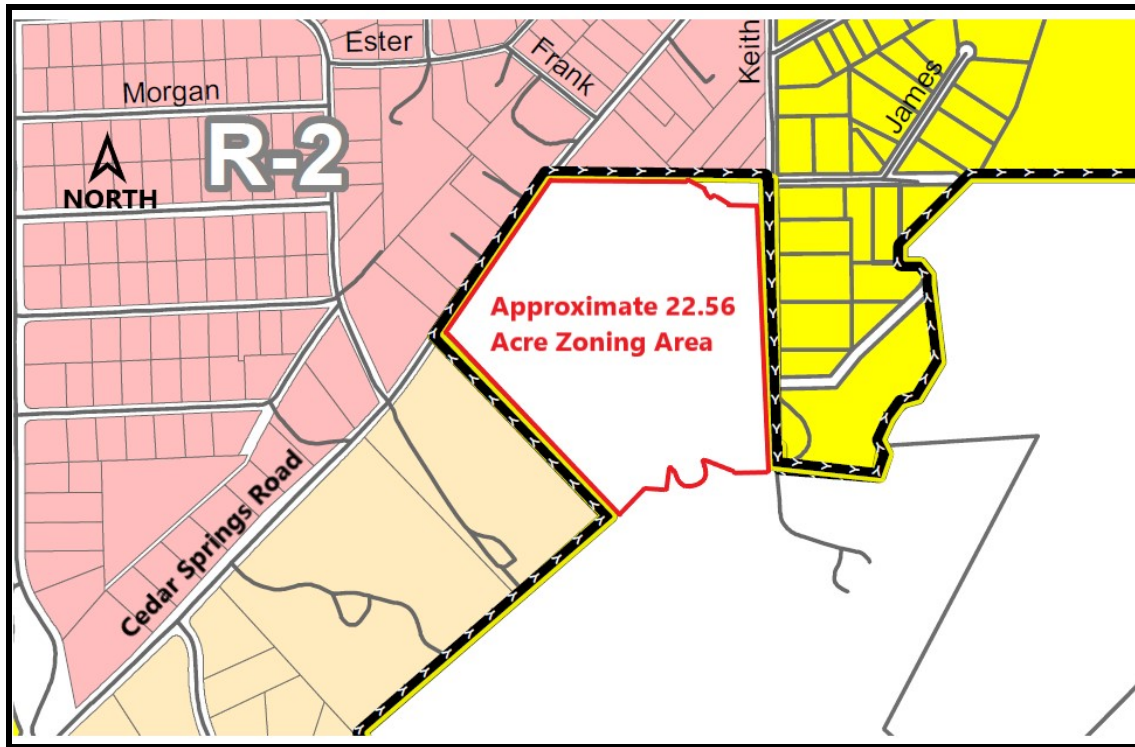 Ester
Frank
Keith
James
Morgan
R-2
NORTH
Approximate 22.56
Acre Zoning Area
Cedar Springs Road